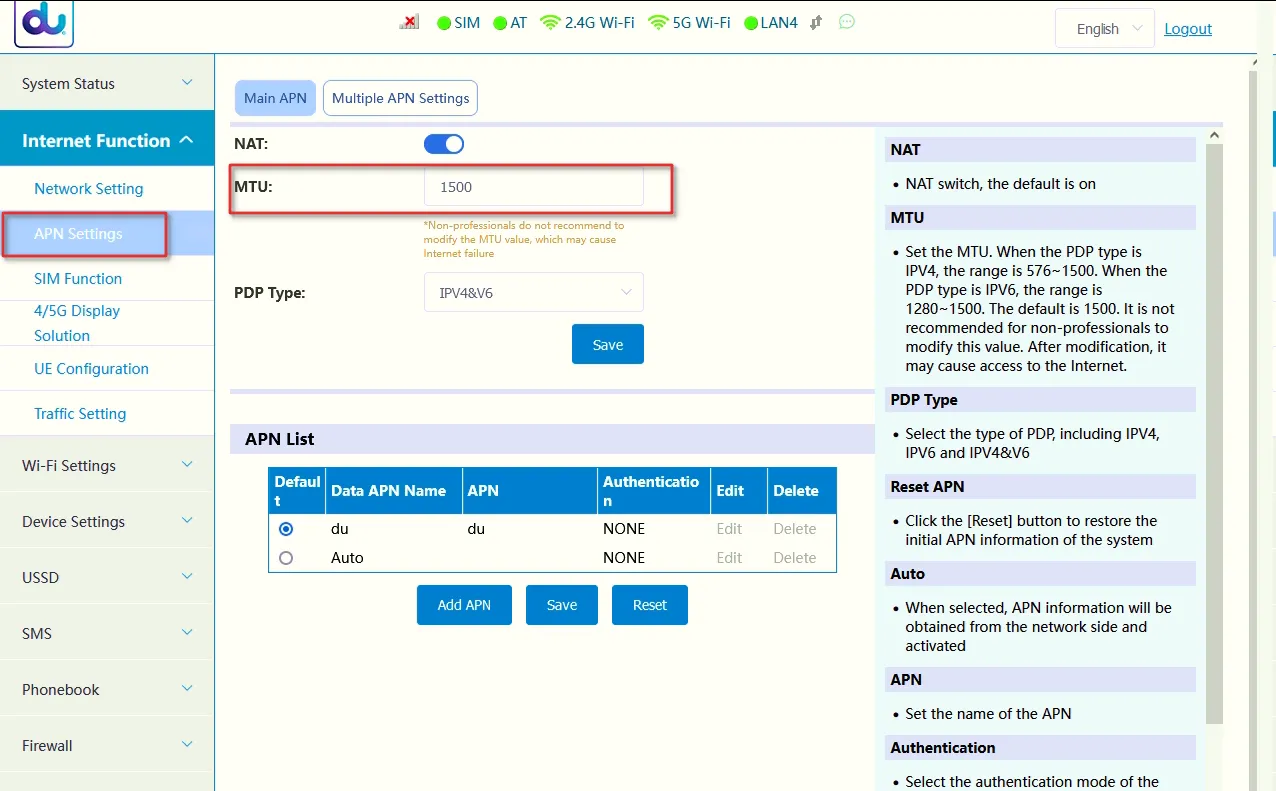 du
SIM AT 2.4G Wi-Fi 5G Wi-Fi LAN4
English
Logout
System Status
Internet Function
Network Setting
APN Settings
SIM Function
4/5G Display
Solution
UE Configuration
Traffic Setting
Wi-Fi Settings
Device Settings
USSD
SMS
Phonebook
Firewall
Main APN Multiple APN Settings
NAT:
MTU: 1500
*Non-professionals do not recommend to
modify the MTU value, which may cause
Internet failure
PDP Type: IPV4&V6
Save
APN List
Defaul
t Data APN Name APN Authenticatio
n Edit Delete
du du NONE Edit Delete
Auto NONE Edit Delete
Add APN Save Reset
NAT
• NAT switch, the default is on
MTU
• Set the MTU. When the PDP type is
IPV4, the range is 576~1500. When the
PDP type is IPV6, the range is
1280~1500. The default is 1500. It is not
recommended for non-professionals to
modify this value. After modification, it
may cause access to the Internet.
PDP Type
• Select the type of PDP, including IPV4,
IPV6 and IPV4&V6
Reset APN
• Click the [Reset] button to restore the
initial APN information of the system
Auto
• When selected, APN information will be
obtained from the network side and
activated
APN
• Set the name of the APN
Authentication
• Select the authentication mode of the